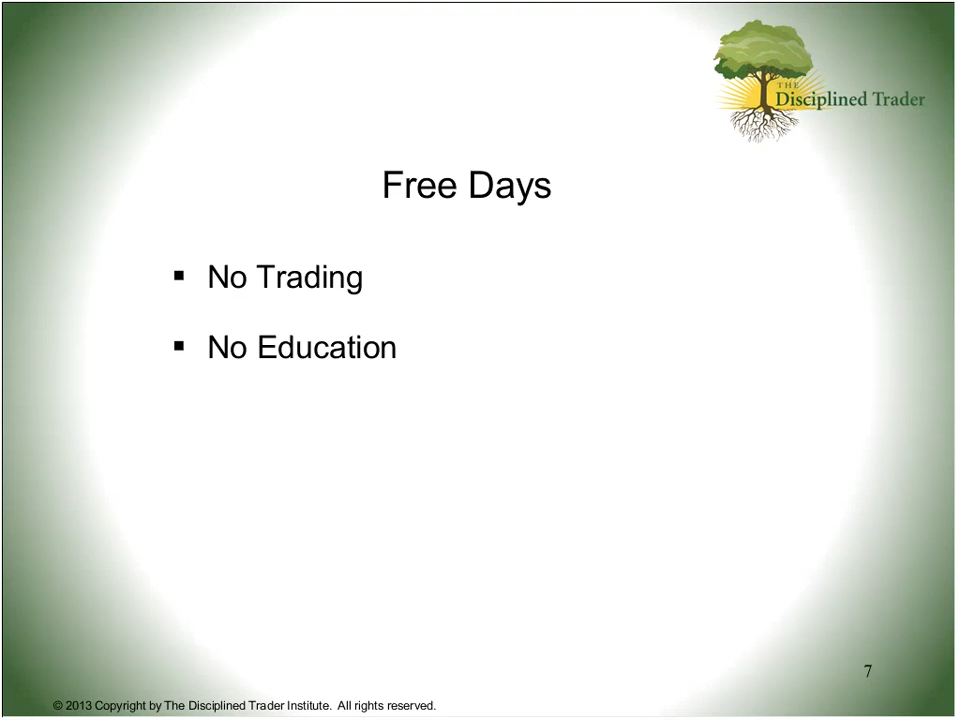 THE
Disciplined Trader
Free Days
▪ No Trading
▪ No Education
7
© 2013 Copyright by The Disciplined Trader Institute. All rights reserved.